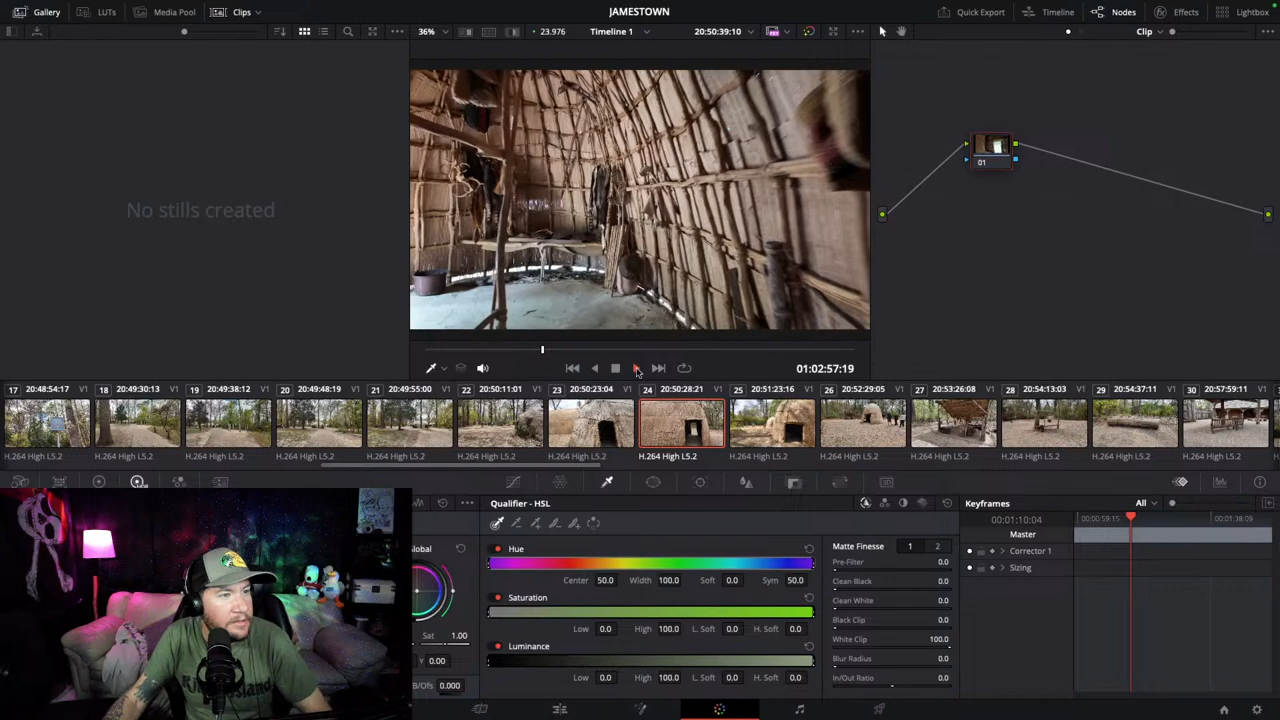 Gallery LUTs Media Pool Clips JAMESTOWN Quick Export Timeline Nodes Effects Lightbox
36% 23.976 Timeline 1 20:50:39:10 Clip
No stills created
01
01:02:57:19
17 20:48:54:17 V1 18 20:49:30:13 V1 19 20:49:38:12 V1 20 20:49:48:19 V1 21 20:49:55:00 V1 22 20:50:11:01 V1 23 20:50:23:04 V1 24 20:50:28:21 V1 25 20:51:23:16 V1 26 20:52:29:05 V1 27 20:53:26:08 V1 28 20:54:13:03 V1 29 20:54:37:11 V1 30 20:57:59:11 V1
H.264 High L5.2 H.264 High L5.2 H.264 High L5.2 H.264 High L5.2 H.264 High L5.2 H.264 High L5.2 H.264 High L5.2 H.264 High L5.2 H.264 High L5.2 H.264 High L5.2 H.264 High L5.2 H.264 High L5.2 H.264 High L5.2 H.264 High L5.2
Qualifier - HSL Keyframes All
00:01:10:04 00:00:59:15 00:01:38:09
Master
Global Hue Matte Finesse 1 2 Corrector 1
Pre-Filter 0.0 Sizing
Center 50.0 Width 100.0 Soft 0.0 Sym 50.0 Clean Black 0.0
Saturation Clean White 0.0
Black Clip 0.0
Low 0.0 High 100.0 L. Soft 0.0 H. Soft 0.0
Sat 1.00 White Clip 100.0
Luminance Blur Radius 0.0
Y 0.00
Low 0.0 High 100.0 L. Soft 0.0 H. Soft 0.0 In/Out Ratio 0.0
B/Ofs 0.000